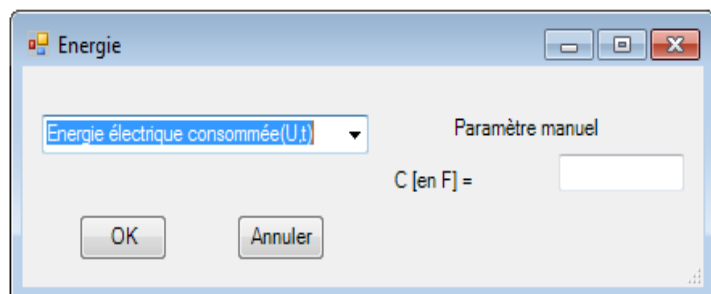 Energie
Energie électrique consommée(U,t)
Paramètre manuel
C [en F] =
OK
Annuler